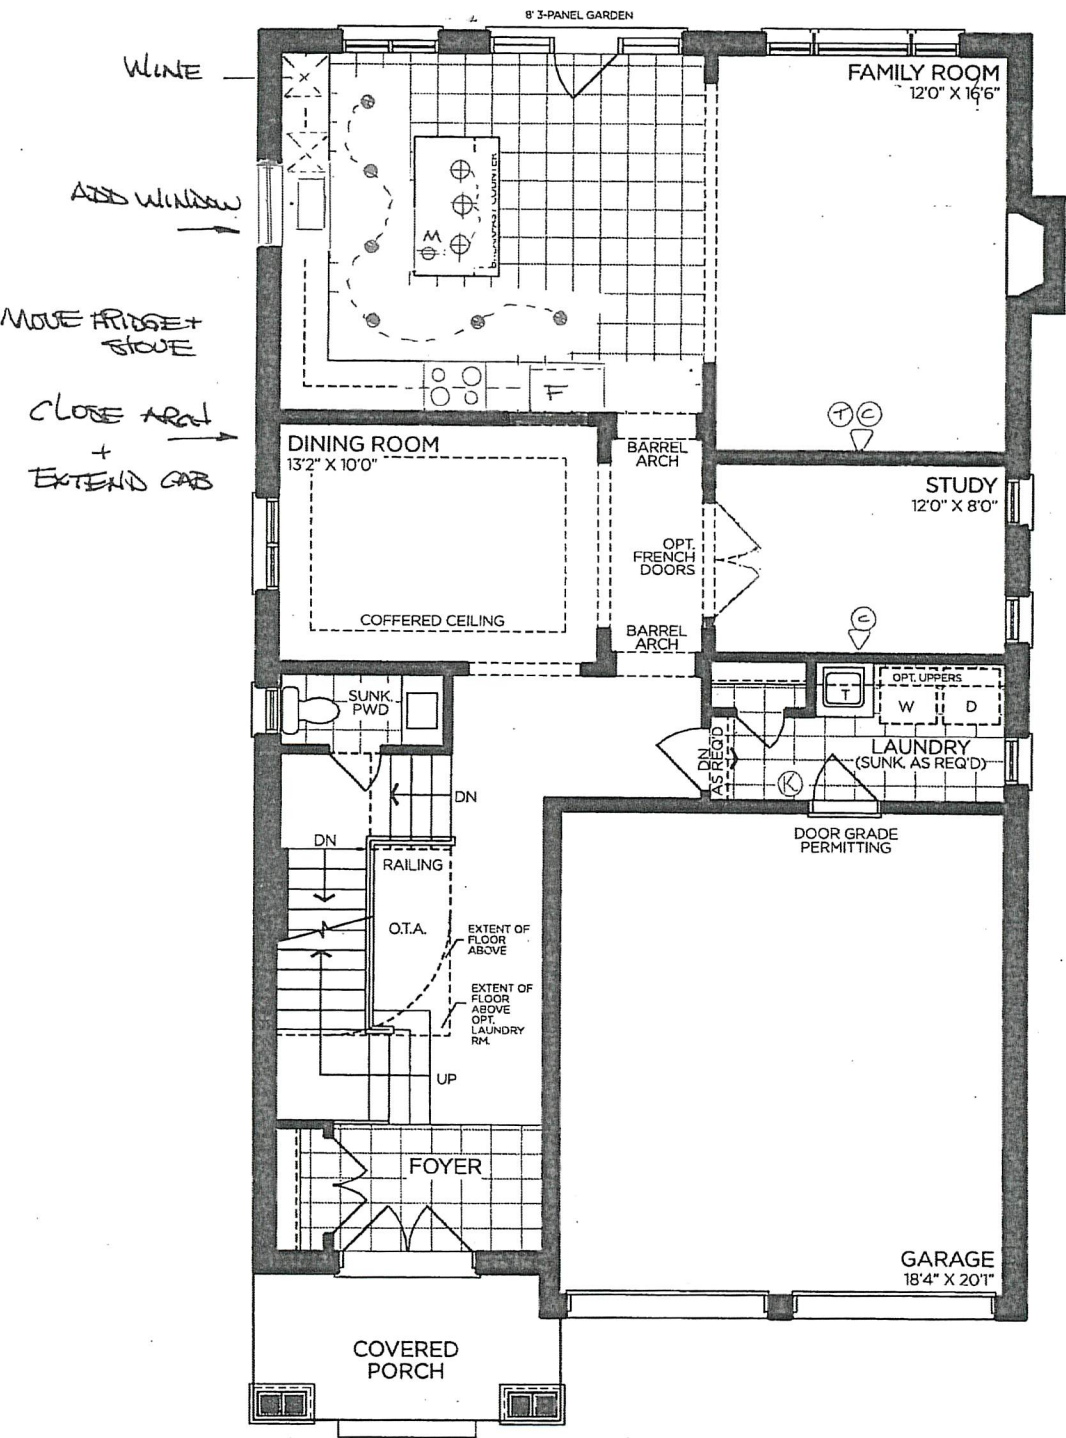 8' 3-PANEL GARDEN
WINE
FAMILY ROOM
12'0" X 16'6"
ADD WINDOW
BREAKFAST COUNTER
M
MOVE FRIDGE +
STOVE
F
CLOSE ARCH
+
EXTEND CAB
T C
DINING ROOM
13'2" X 10'0"
BARREL
ARCH
STUDY
12'0" X 8'0"
OPT.
FRENCH
DOORS
COFFERED CEILING
BARREL
ARCH
C
SUNK.
PWD
OPT. UPPERS
T
W
D
LAUNDRY
(SUNK. AS REQ'D)
DN
AS REQ'D
K
DN
DN
RAILING
DOOR GRADE
PERMITTING
O.T.A.
EXTENT OF
FLOOR
ABOVE
EXTENT OF
FLOOR
ABOVE
OPT.
LAUNDRY
RM.
UP
FOYER
GARAGE
18'4" X 20'1"
COVERED
PORCH